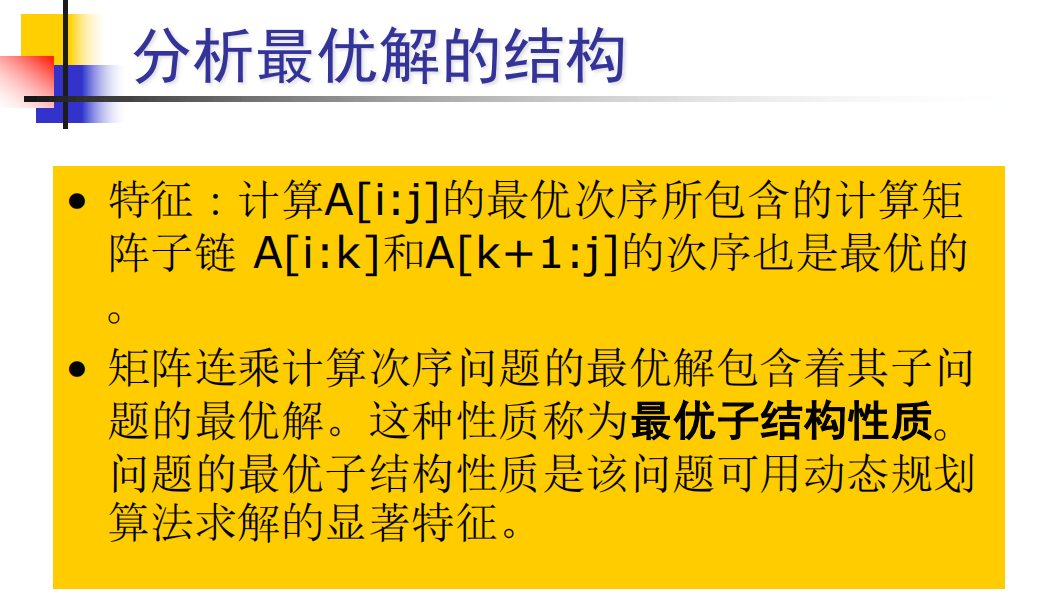 分析最优解的结构
• 特征：计算A[i:j]的最优次序所包含的计算矩
阵子链 A[i:k]和A[k+1:j]的次序也是最优的
。
• 矩阵连乘计算次序问题的最优解包含着其子问
题的最优解。这种性质称为最优子结构性质。
问题的最优子结构性质是该问题可用动态规划
算法求解的显著特征。